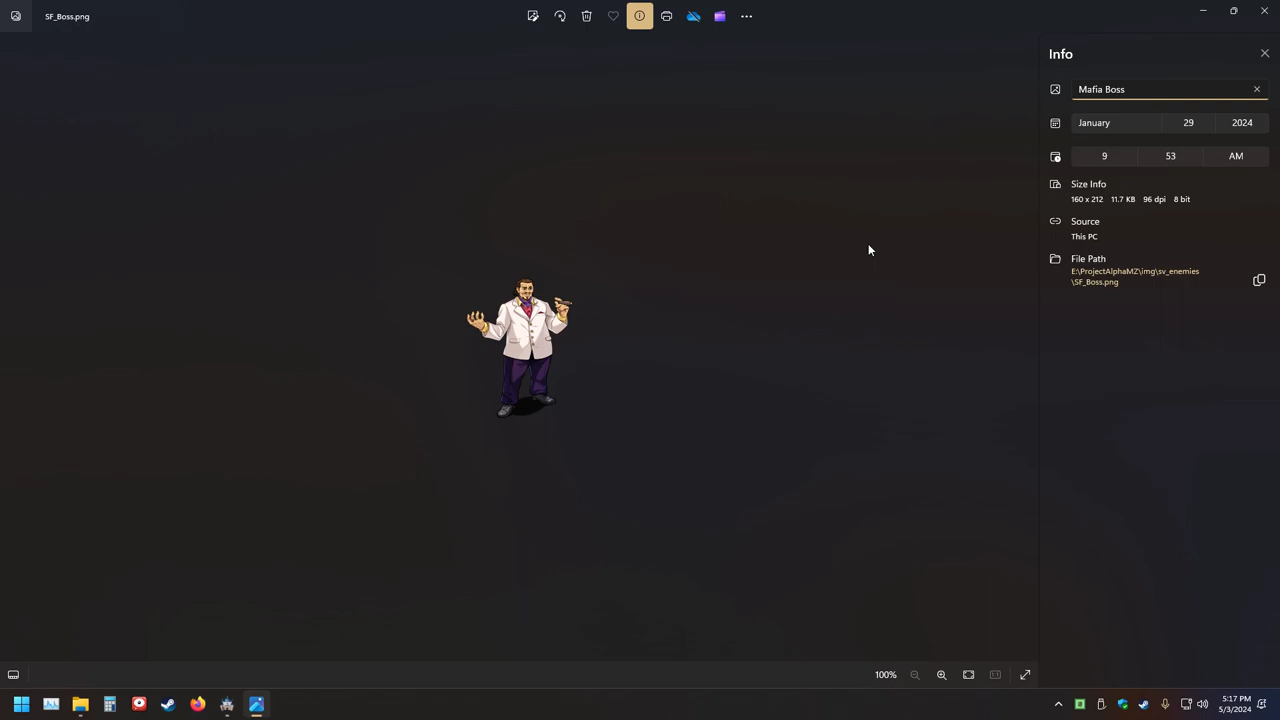 SF_Boss.png
Info
Mafia Boss
January 29 2024
9 53 AM
Size Info
160 x 212 11.7 KB 96 dpi 8 bit
Source
This PC
File Path
E:\ProjectAlphaMZ\img\sv_enemies
\SF_Boss.png
100%
5:17 PM
5/3/2024